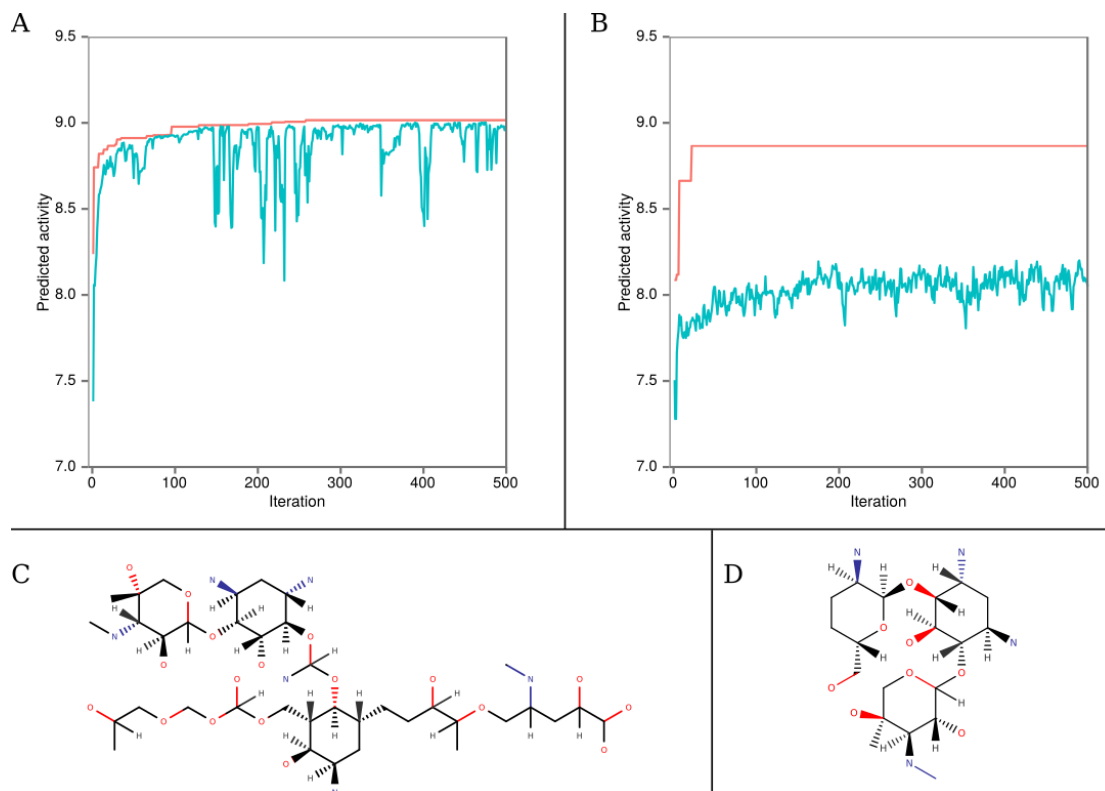 A
9.5
9.0
8.5
8.0
7.5
7.0
Predicted activity
0 100 200 300 400 500
Iteration
B
9.5
9.0
8.5
8.0
7.5
7.0
Predicted activity
0 100 200 300 400 500
Iteration
C
O N N
H O H H
H
N H O H O H H
O O H
N O O H
O O H N H
O O O H N O O
H H H H
O H O
N
D
N N
H H H
O H
O O N
H H
O O
O H
O
H H O
N